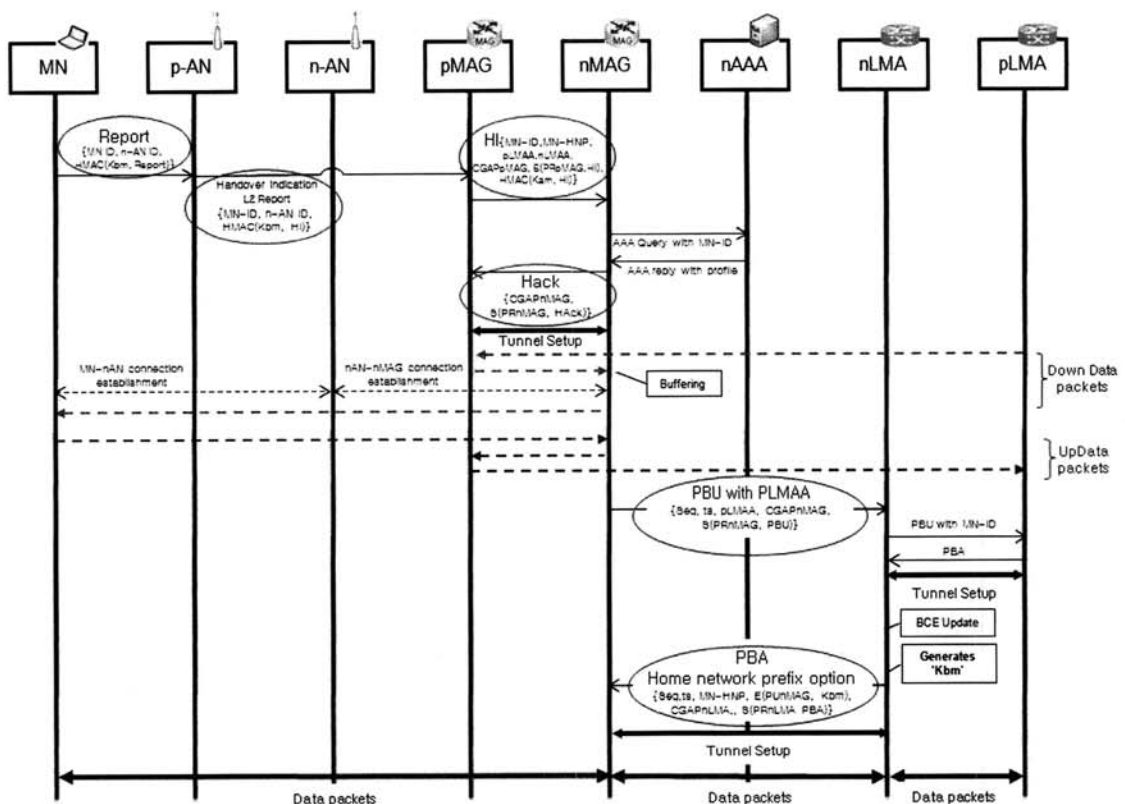 MAG
MAG
MN
p-AN
n-AN
pMAG
nMAG
nAAA
nLMA
pLMA
Report
{MN ID, n-AN ID,
HMAC(Kbm, Report)}
HI{MN-ID,MN-HNP,
pLMAA,nLMAA,
CGAPpMAG, S(PRpMAG,HI),
HMAC(Kam, HI)}
Handover Indication
L2 Report
{MN-ID, n-AN ID,
HMAC(Kbm, HI)}
AAA Query with MN-ID
AAA reply with profile
Hack
{CGAPnMAG,
S(PRnMAG, HAck)}
Tunnel Setup
MN-nAN connection
establishment
nAN-nMAG connection
establishment
Buffering
Down Data
packets
UpData
packets
PBU with PLMAA
{Seq, ts, pLMAA, CGAPnMAG,
S(PRnMAG, PBU)}
PBU with MN-ID
PBA
Tunnel Setup
BCE Update
Generates
'Kbm'
PBA
Home network prefix option
{Seq,ts, MN-HNP, E(PUnMAG, Kbm),
CGAPnLMA,, S(PRnLMA PBA)}
Tunnel Setup
Data packets
Data packets
Data packets